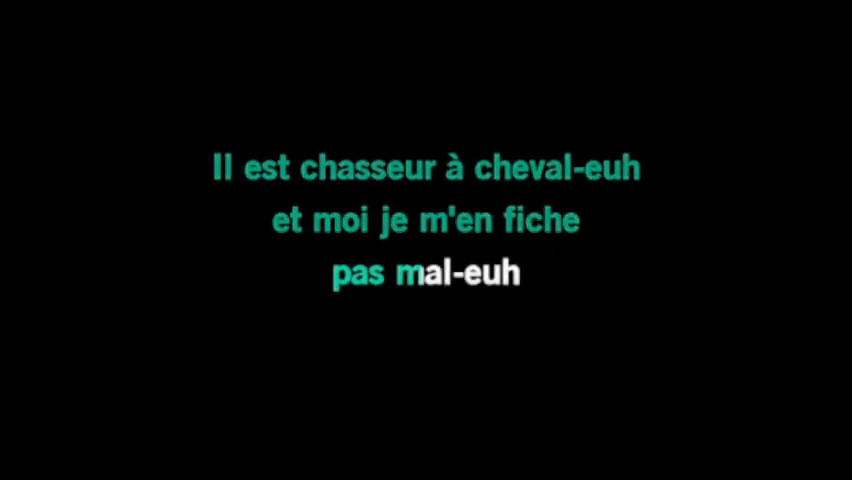 Il est chasseur à cheval-euh
et moi je m'en fiche
pas mal-euh